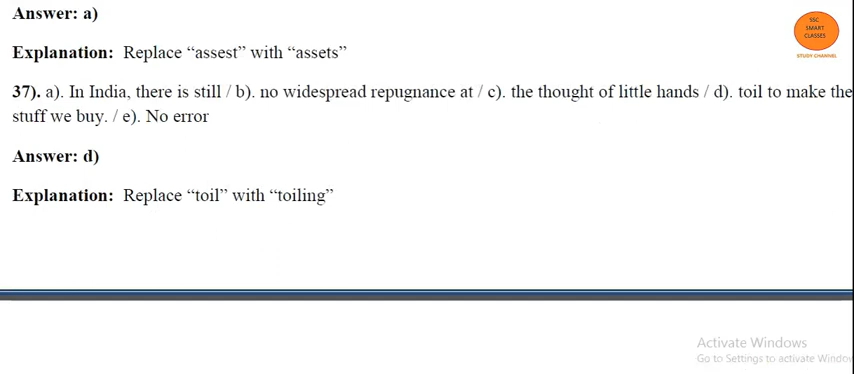 Answer: a)
SSC
SMART
CLASSES
STUDY CHANNEL
Explanation: Replace “assest” with “assets”
37). a). In India, there is still / b). no widespread repugnance at / c). the thought of little hands / d). toil to make the
stuff we buy. / e). No error
Answer: d)
Explanation: Replace “toil” with “toiling”
Activate Windows
Go to Settings to activate Window